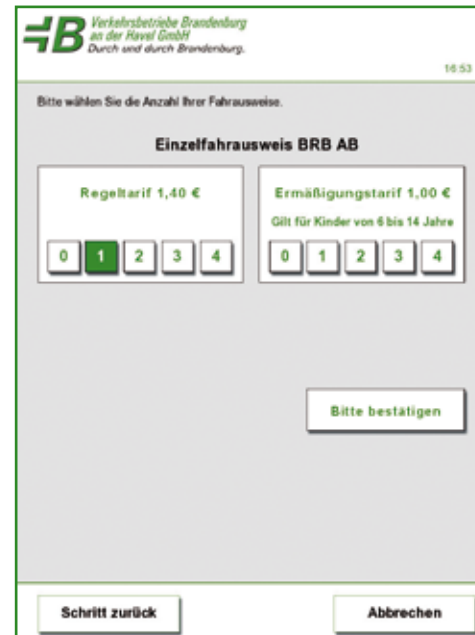 Verkehrsbetriebe Brandenburg
an der Havel GmbH
Durch und durch Brandenburg.
16:53
Bitte wählen Sie die Anzahl Ihrer Fahrausweise.
Einzelfahrausweis BRB AB
Regeltarif 1,40 €
0 1 2 3 4
Ermäßigungstarif 1,00 €
Gilt für Kinder von 6 bis 14 Jahre
0 1 2 3 4
Bitte bestätigen
Schritt zurück
Abbrechen